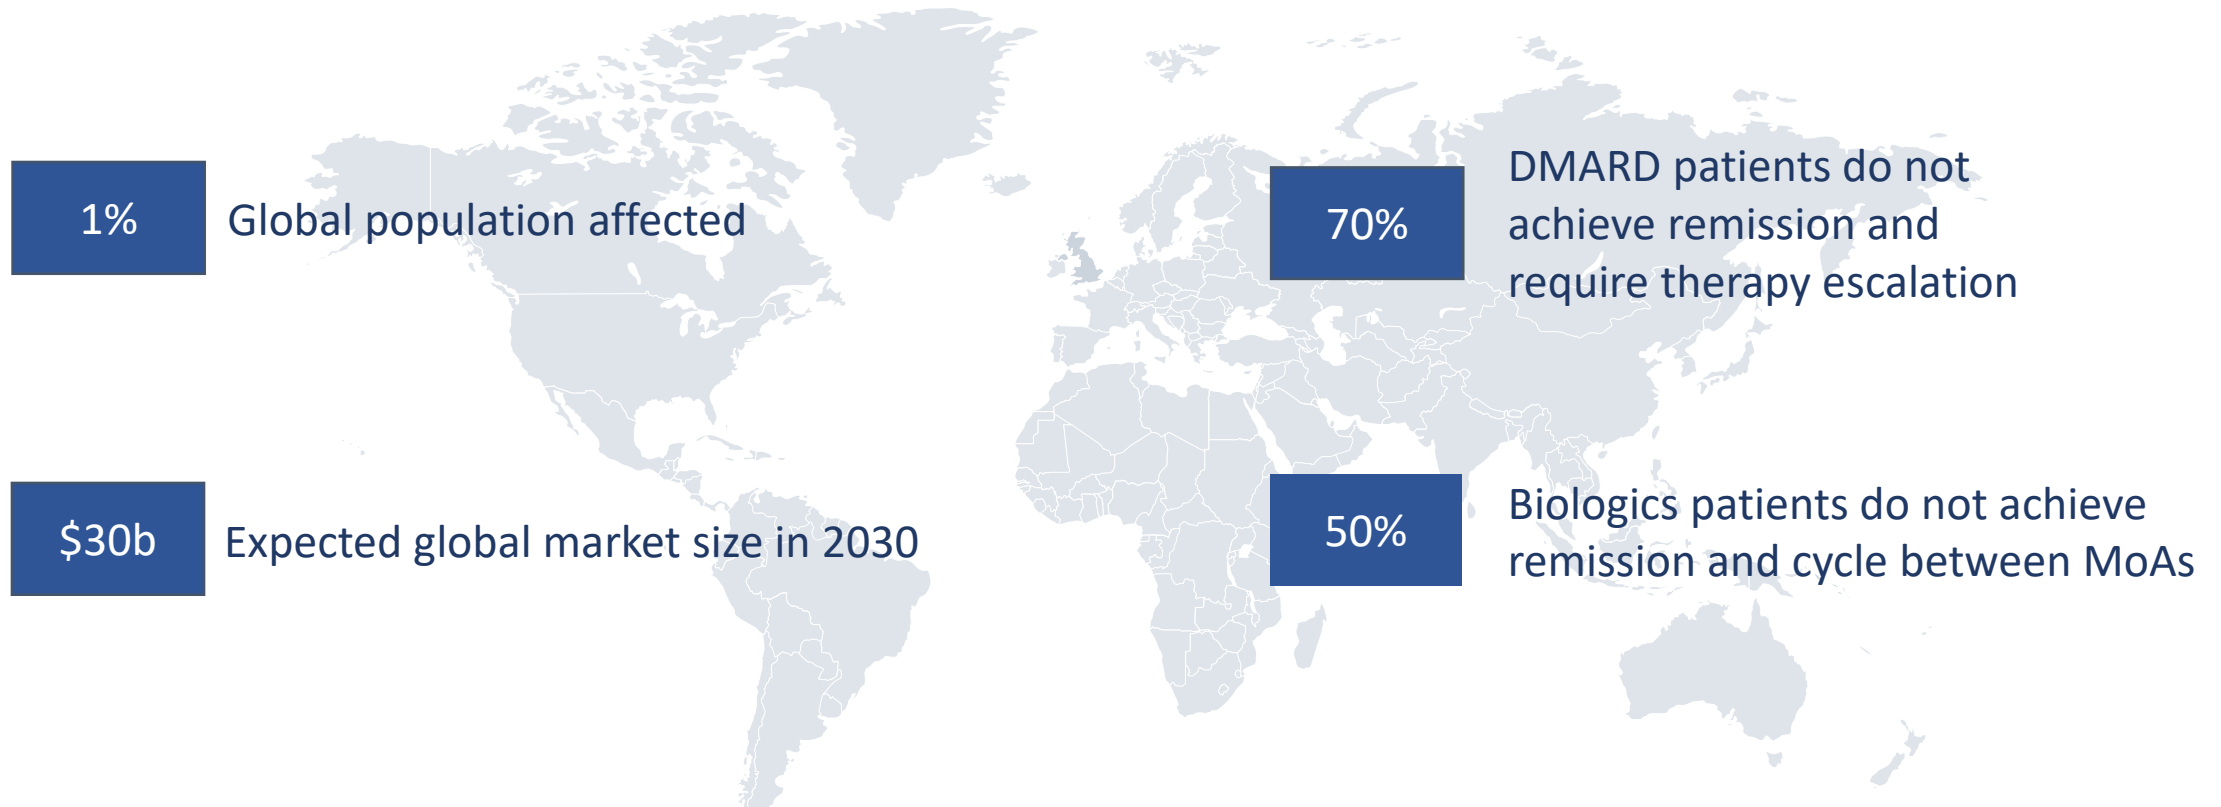 1%
Global population affected
70%
DMARD patients do not
achieve remission and
require therapy escalation
$30b
Expected global market size in 2030
50%
Biologics patients do not achieve
remission and cycle between MoAs